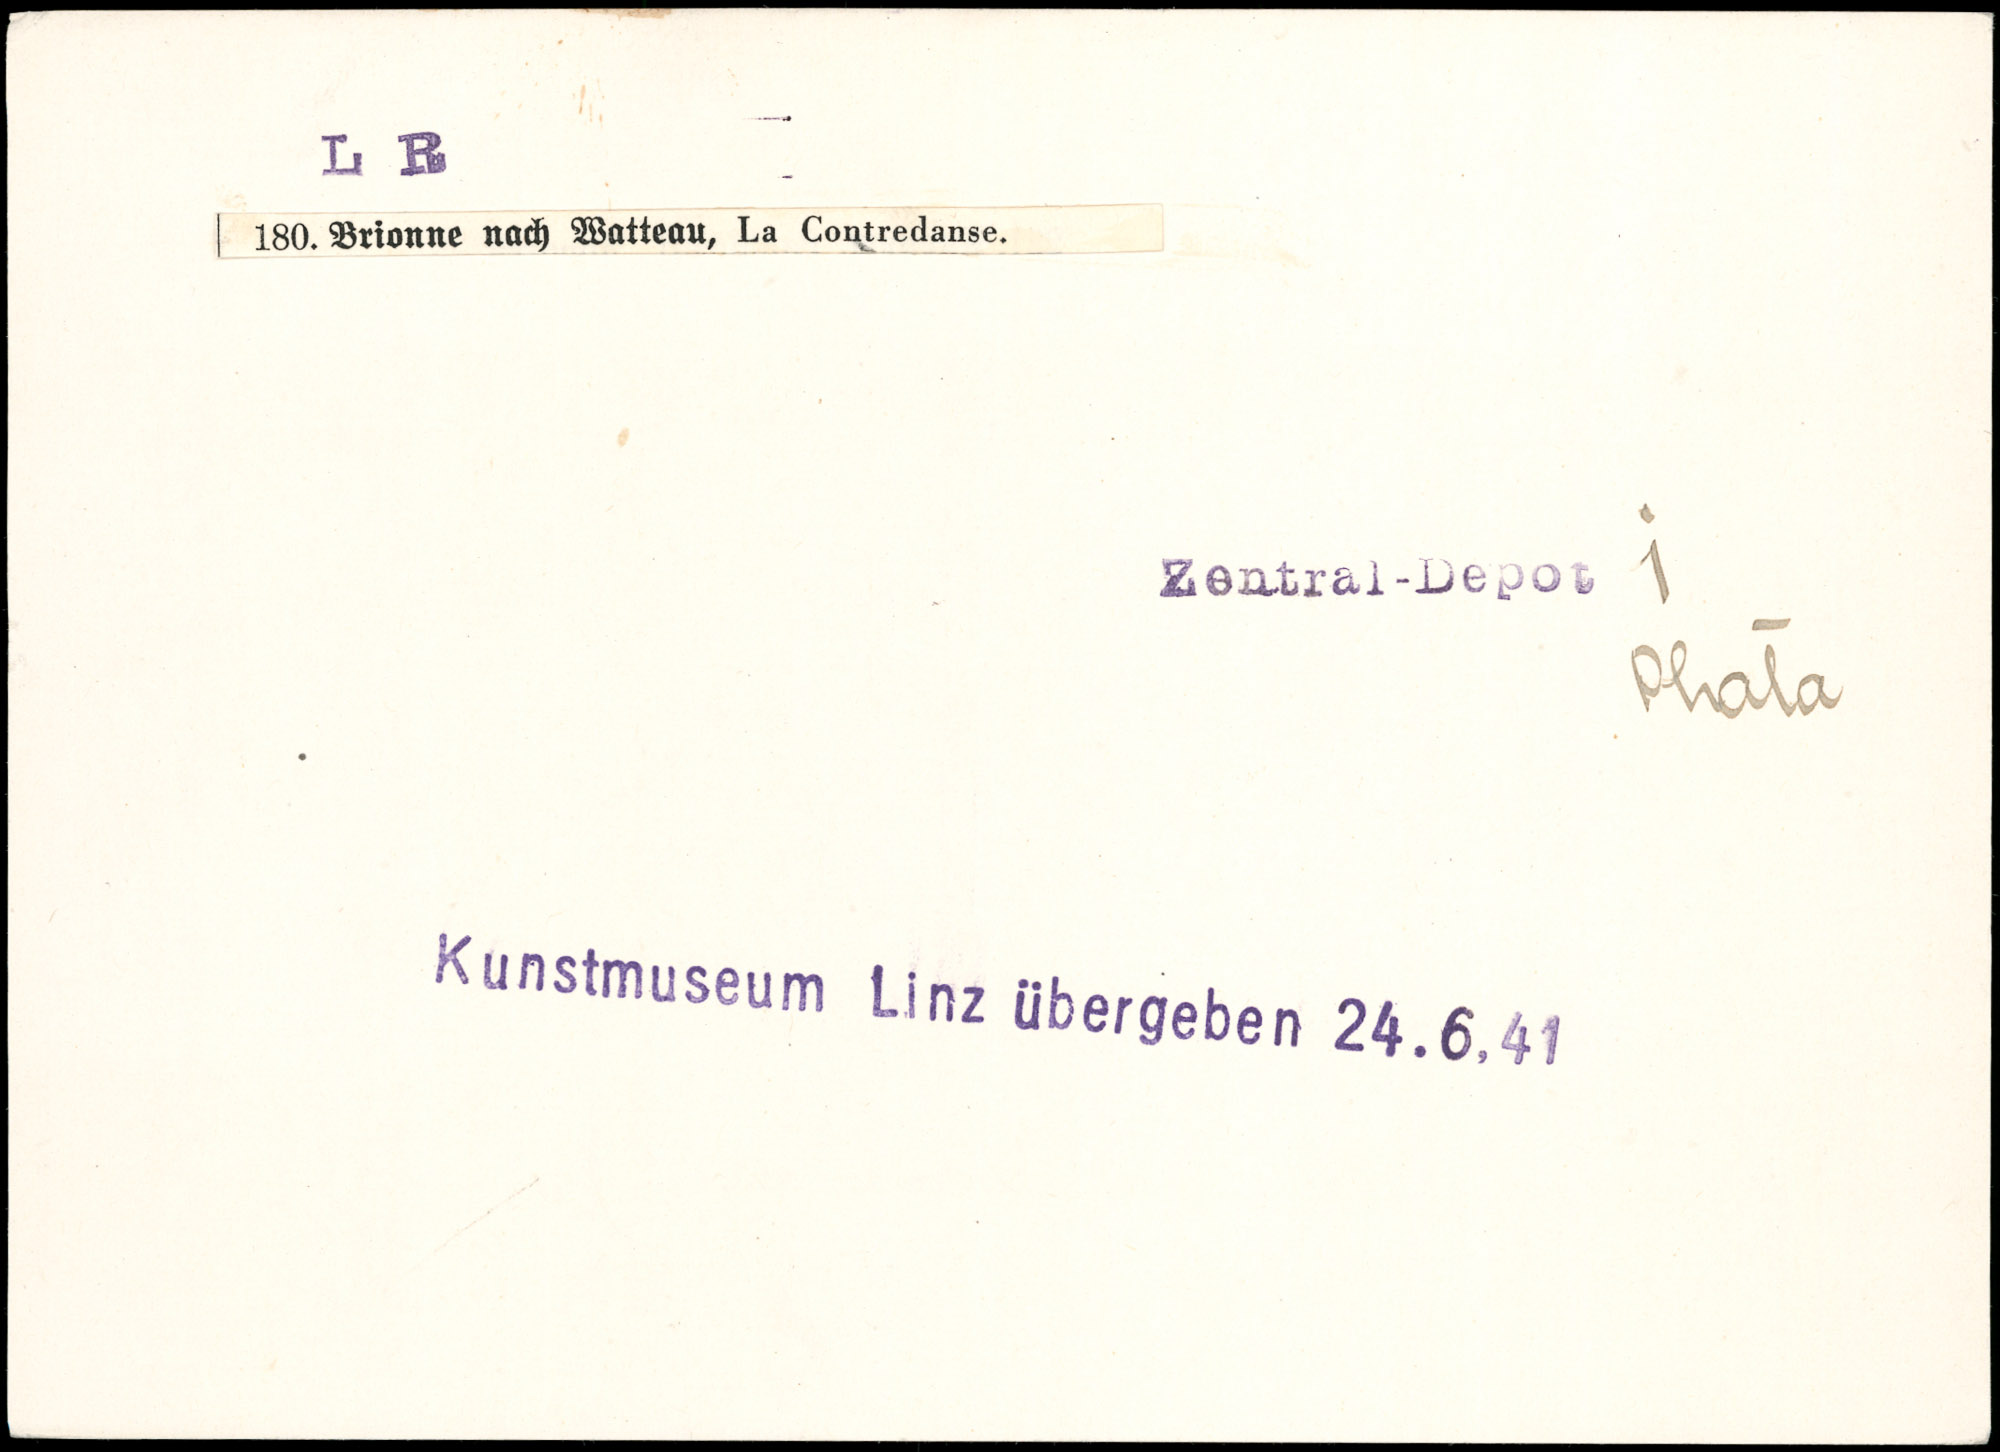 L R
180. Brionne nach Watteau, La Contredanse.
Zentral-Depot i
Kunstmuseum Linz übergeben 24.6.41